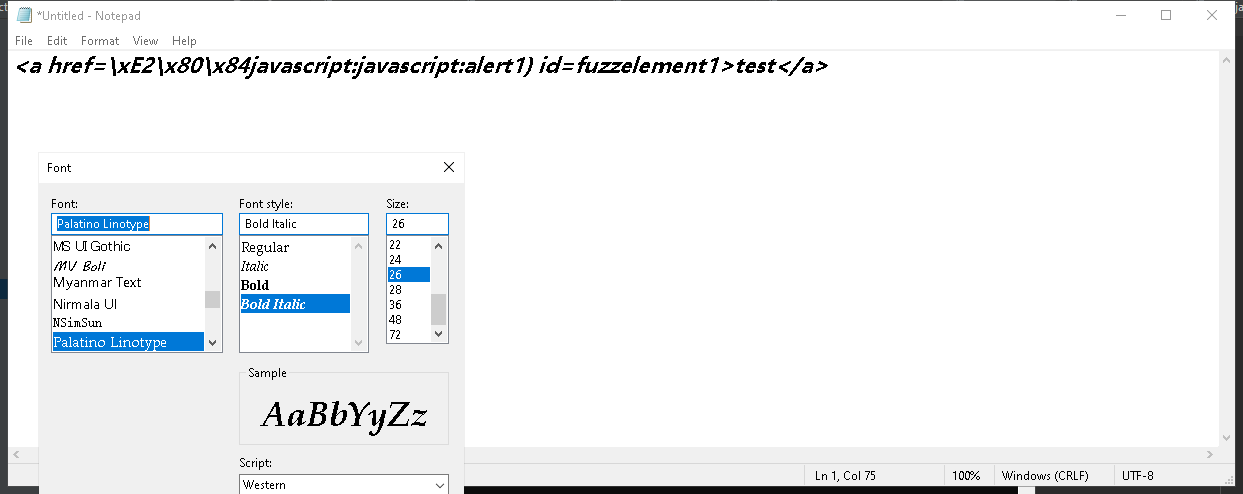 *Untitled - Notepad
File Edit Format View Help
<a href=\xE2\x80\x84javascript:javascript:alert1) id=fuzzelement1>test</a>
Font
Font: Font style: Size:
Palatino Linotype Bold Italic 26
MS UI Gothic Regular 22
MV Boli Italic 24
Myanmar Text Bold 26
Nirmala UI Bold Italic 28
NSimSun 36
Palatino Linotype 48
72
Sample
AaBbYyZz
Script:
Western
Ln 1, Col 75 100% Windows (CRLF) UTF-8